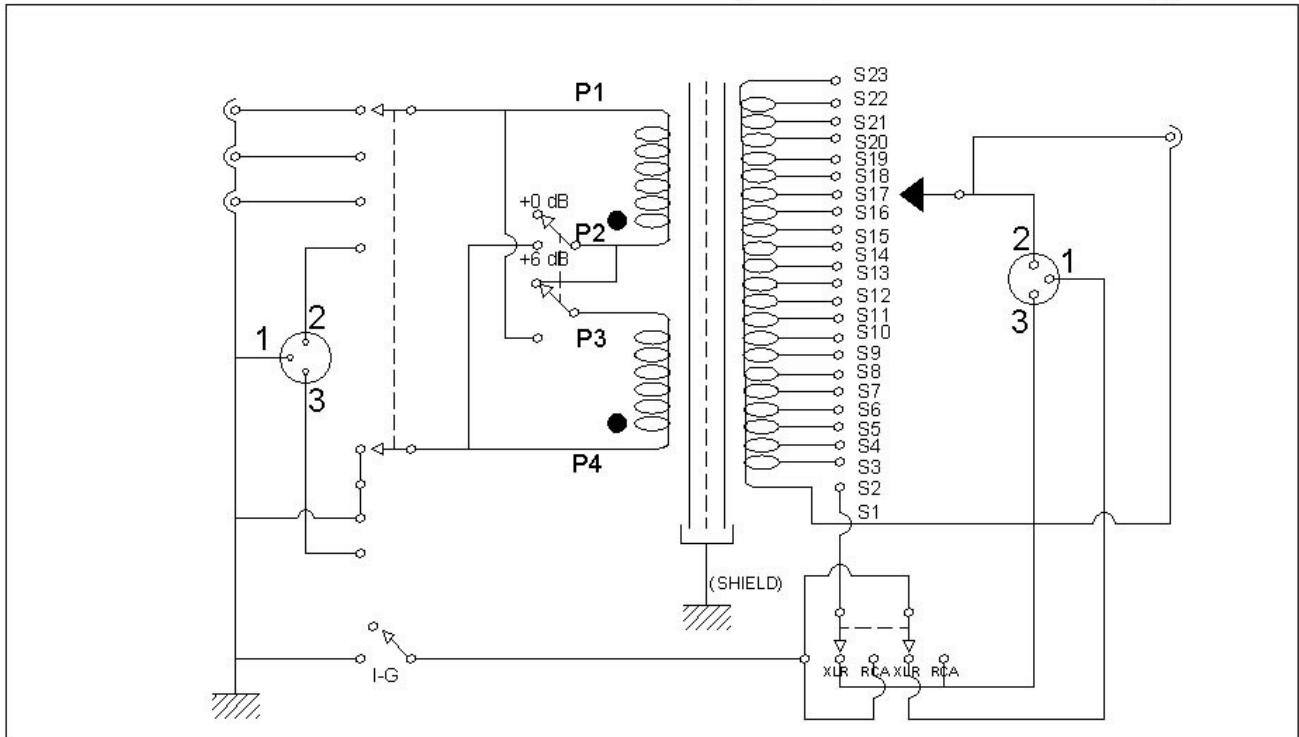 P1
+0 dB
P2
+6 dB
P3
P4
1
2
3
I-G
(SHIELD)
S23
S22
S21
S20
S19
S18
S17
S16
S15
S14
S13
S12
S11
S10
S9
S8
S7
S6
S5
S4
S3
S2
S1
2
1
3
XLR RCA XLR RCA